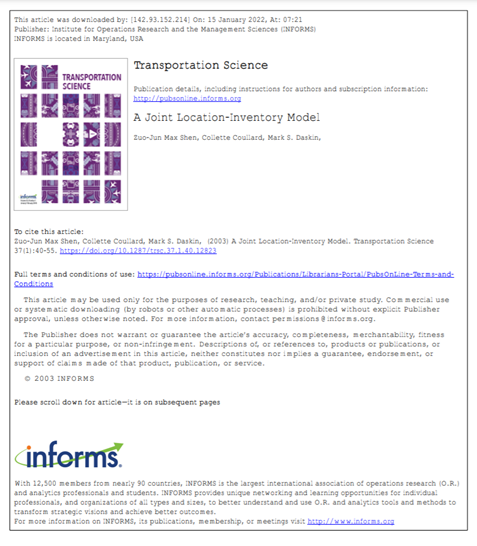 This article was downloaded by: [142.93.152.214] On: 15 January 2022, At: 07:21
Publisher: Institute for Operations Research and the Management Sciences (INFORMS)
INFORMS is located in Maryland, USA
TRANSPORTATION
SCIENCE
informs
Transportation Science
Publication details, including instructions for authors and subscription information:
http://pubsonline.informs.org
A Joint Location-Inventory Model
Zuo-Jun Max Shen, Collette Coullard, Mark S. Daskin,
To cite this article:
Zuo-Jun Max Shen, Collette Coullard, Mark S. Daskin, (2003) A Joint Location-Inventory Model. Transportation Science
37(1):40-55. https://doi.org/10.1287/trsc.37.1.40.12823
Full terms and conditions of use: https://pubsonline.informs.org/Publications/Librarians-Portal/PubsOnLine-Terms-and-
Conditions
This article may be used only for the purposes of research, teaching, and/or private study. Commercial use
or systematic downloading (by robots or other automatic processes) is prohibited without explicit Publisher
approval, unless otherwise noted. For more information, contact permissions@informs.org.
The Publisher does not warrant or guarantee the article's accuracy, completeness, merchantability, fitness
for a particular purpose, or non-infringement. Descriptions of, or references to, products or publications, or
inclusion of an advertisement in this article, neither constitutes nor implies a guarantee, endorsement, or
support of claims made of that product, publication, or service.
© 2003 INFORMS
Please scroll down for article—it is on subsequent pages
informs.
With 12,500 members from nearly 90 countries, INFORMS is the largest international association of operations research (O.R.)
and analytics professionals and students. INFORMS provides unique networking and learning opportunities for individual
professionals, and organizations of all types and sizes, to better understand and use O.R. and analytics tools and methods to
transform strategic visions and achieve better outcomes.
For more information on INFORMS, its publications, membership, or meetings visit http://www.informs.org